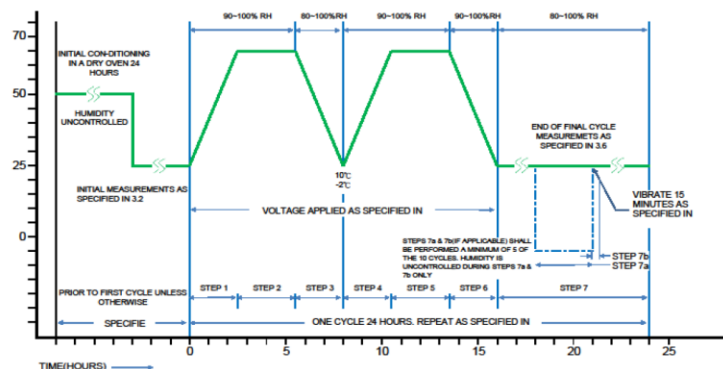 90~100% RH
80~100%RH
90~100% RH
90~100%RH
80~100% RH
70
INITIAL CON-DITIONING
IN A DRY OVEN 24
HOURS
50
HUMIDITY
UNCONTROLLED
END OF FINAL CYCLE
MEASUREMETS AS
SPECIFIED IN 3.6
25
10℃
-2℃
INITIAL MEASUREMENTS AS
SPECIFIED IN 3.2
VIBRATE 15
MINUTES AS
SPECIFIED IN
VOLTAGE APPLIED AS SPECIFIED IN
0
STEPS 7a & 7b(IF APPLICABLE) SHALL
BE PERFORMED A MINIMUM OF 5 OF
THE 10 CYCLES. HUMIDITY IS
UNCONTROLLED DURING STEPS 7a &
7b ONLY
STEP 7b
STEP 7a
PRIOR TO FIRST CYCLE UNLESS
OTHERWISE
STEP 1
STEP 2
STEP 3
STEP 4
STEP 5
STEP 6
STEP 7
SPECIFIE
ONE CYCLE 24 HOURS. REPEAT AS SPECIFIED IN
0
5
10
15
20
25
TIME(HOURS)